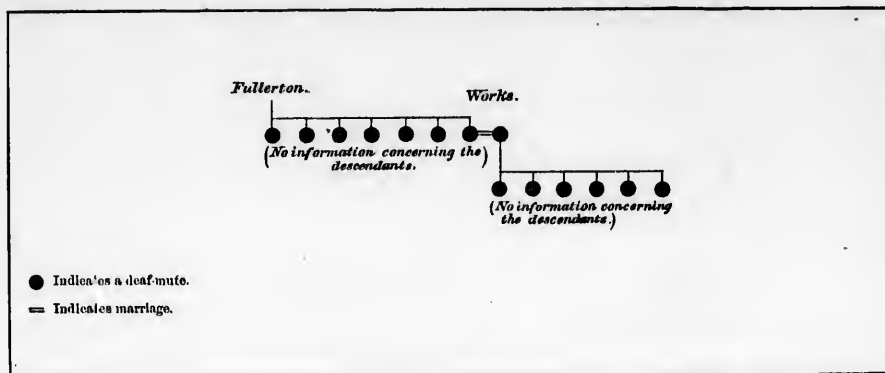 Fullerton.
Works.
(No information concerning the
descendants.)
(No information concerning
the descendants.)
Indicates a deaf-mute.
Indicates marriage.